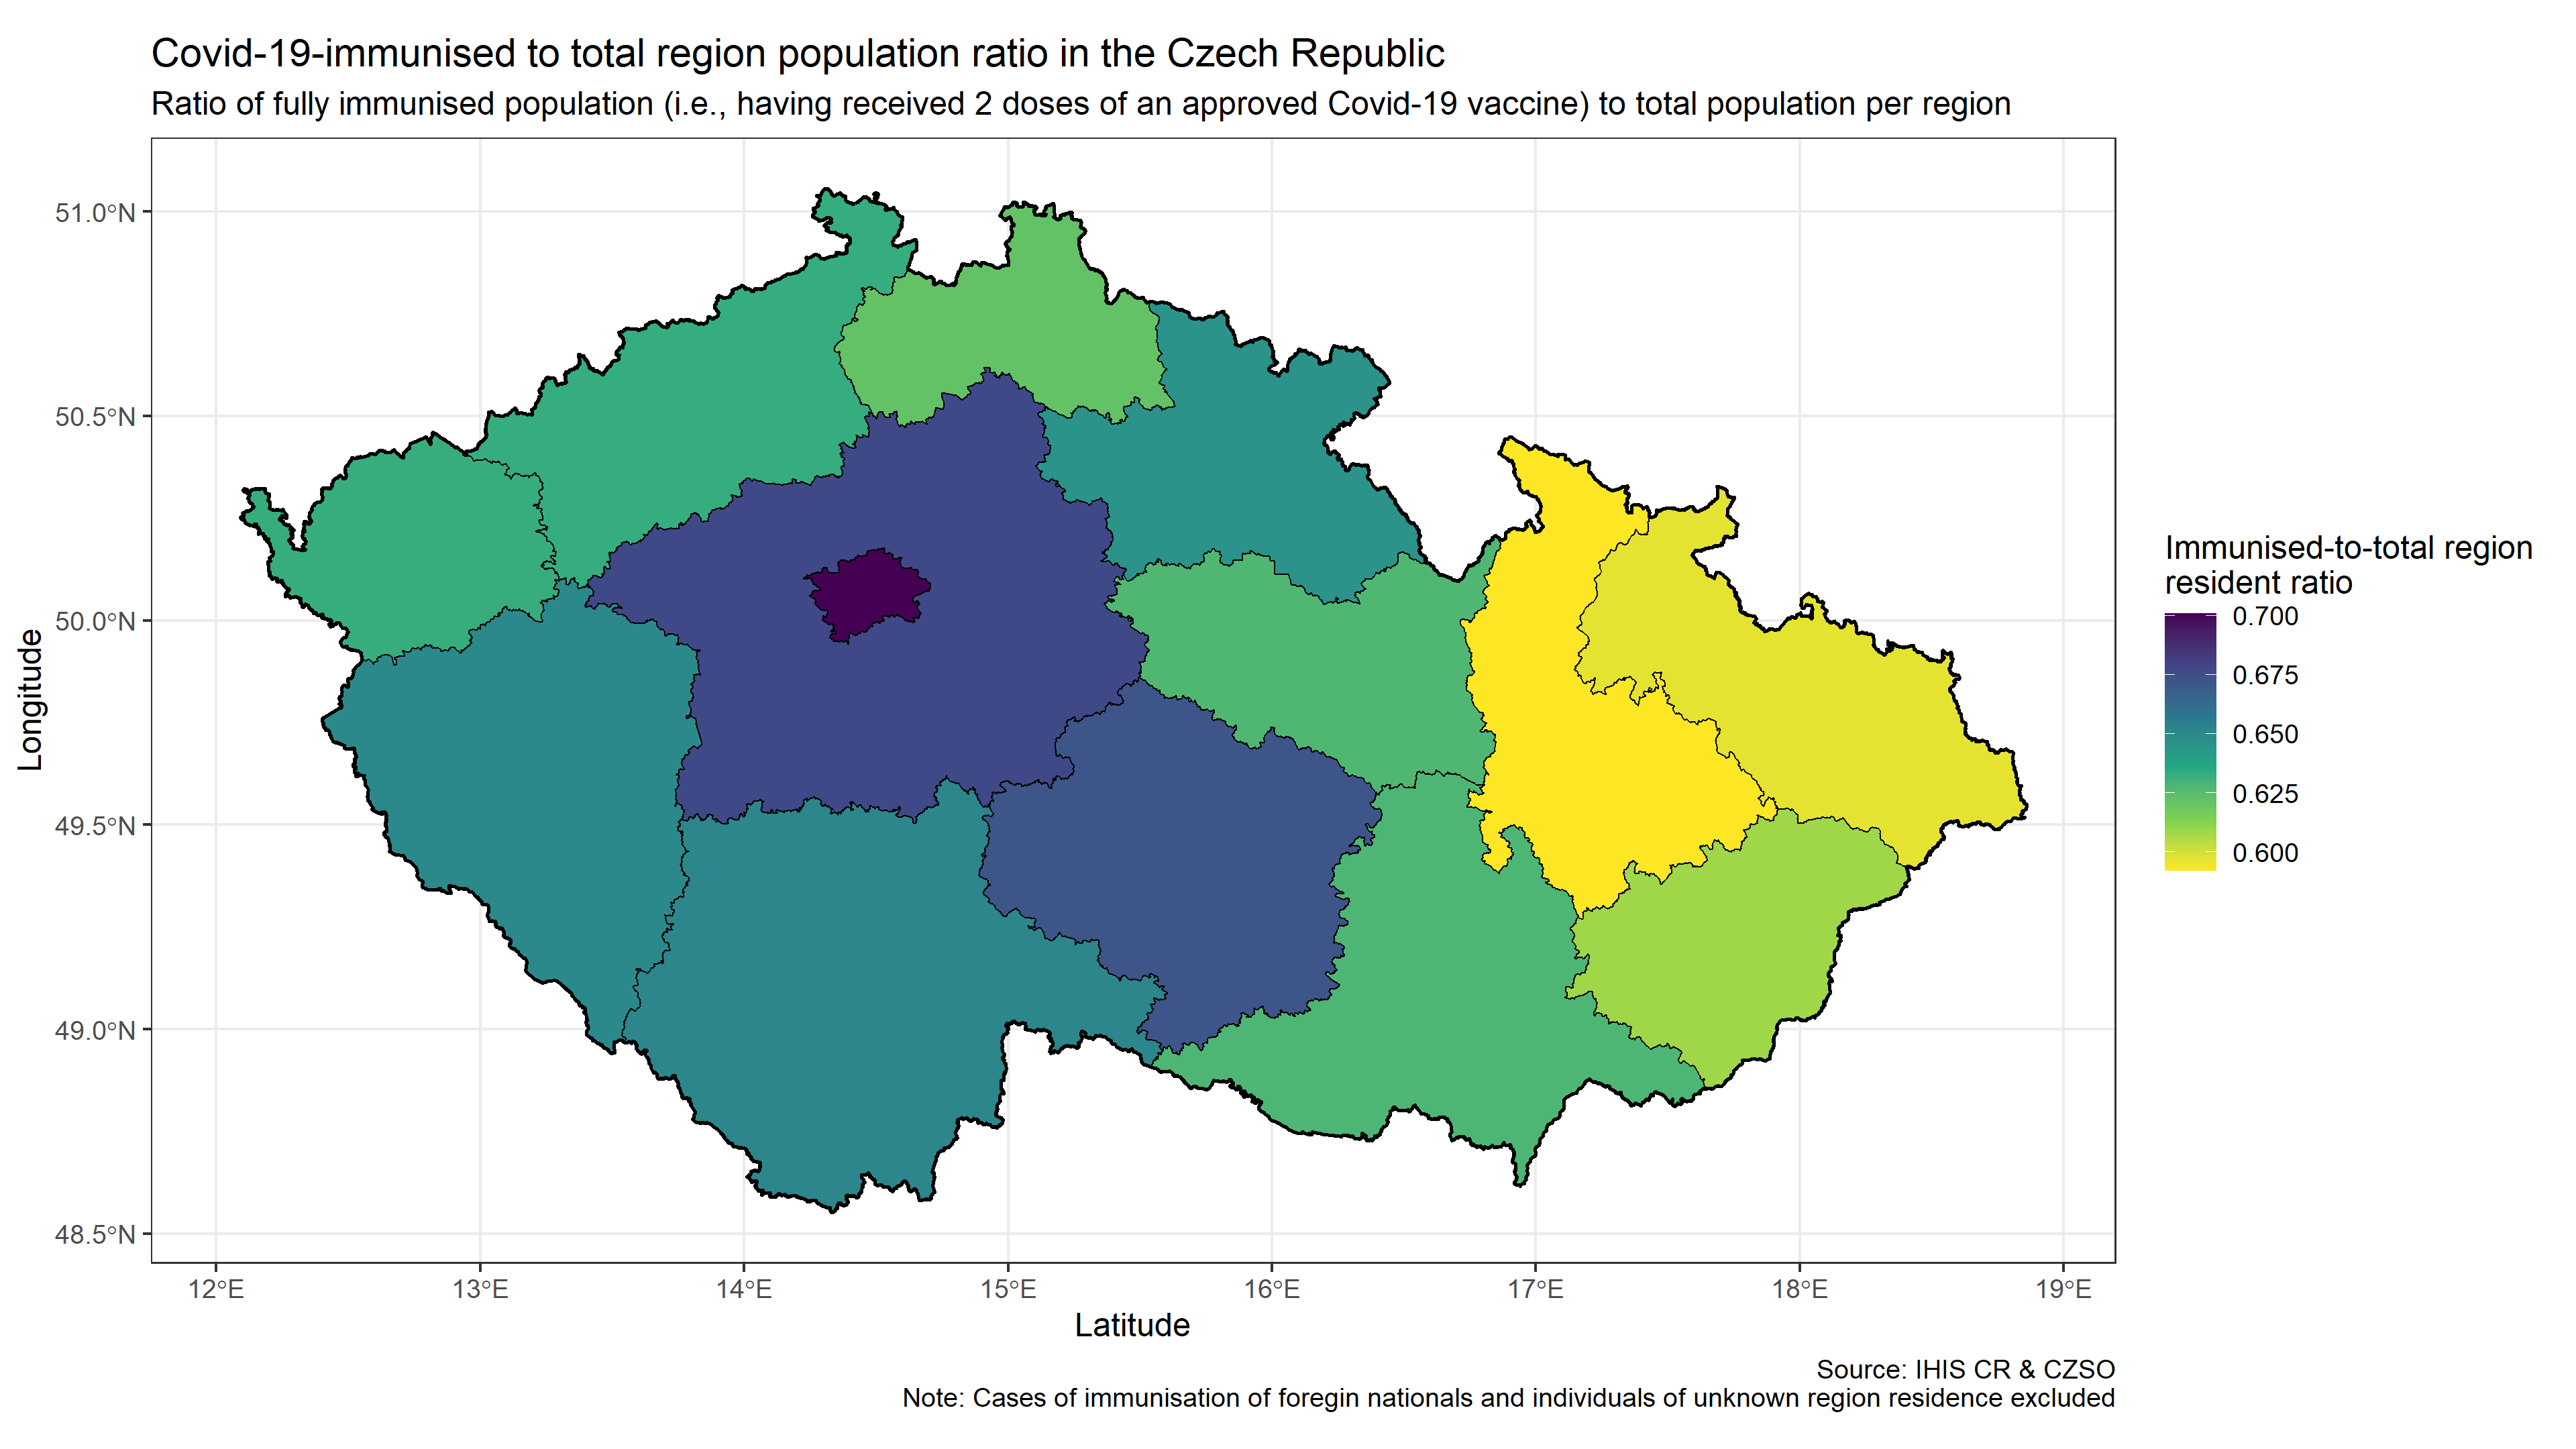 Covid-19-immunised to total region population ratio in the Czech Republic
Ratio of fully immunised population (i.e., having received 2 doses of an approved Covid-19 vaccine) to total population per region
51.0°N
50.5°N
50.0°N
49.5°N
49.0°N
48.5°N
Longitude
12°E
13°E
14°E
15°E
16°E
17°E
18°E
19°E
Latitude
Immunised-to-total region
resident ratio
0.700
0.675
0.650
0.625
0.600
Source: IHIS CR & CZSO
Note: Cases of immunisation of foregin nationals and individuals of unknown region residence excluded